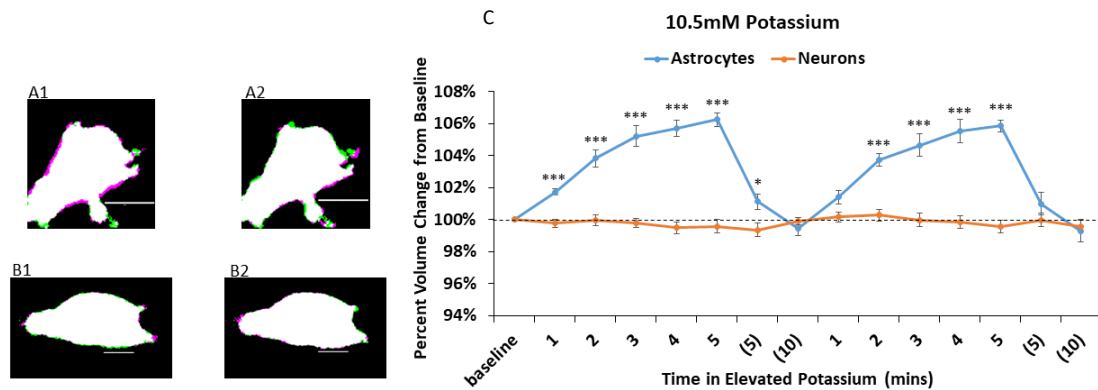 C
10.5mM Potassium
Astrocytes Neurons
A1
A2
B1
B2
Percent Volume Change from Baseline
108%
106%
104%
102%
100%
98%
96%
94%
*** *** *** *** *** * *** *** *** ***
baseline 1 2 3 4 5 (5) (10) 1 2 3 4 5 (5) (10)
Time in Elevated Potassium (mins)